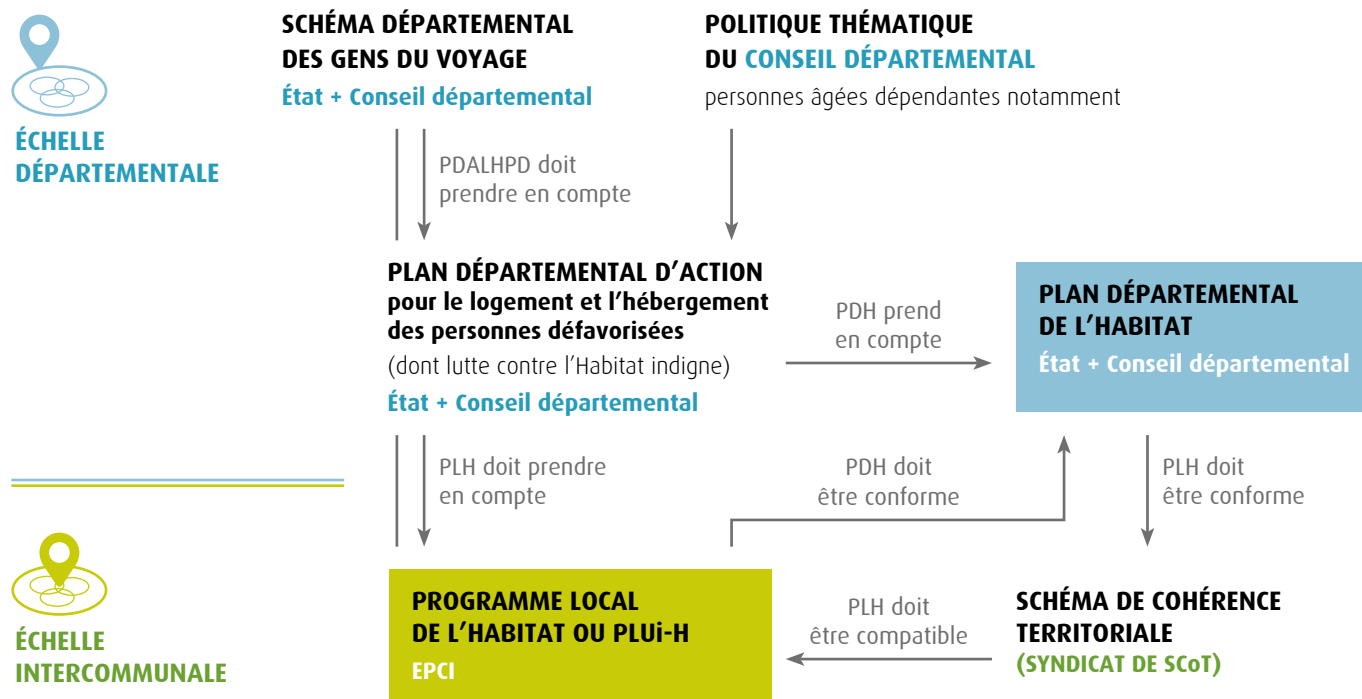 SCHÉMA DÉPARTEMENTAL
DES GENS DU VOYAGE
État + Conseil départemental
POLITIQUE THÉMATIQUE
DU CONSEIL DÉPARTEMENTAL
personnes âgées dépendantes notamment
ÉCHELLE
DÉPARTEMENTALE
PDALHPD doit
prendre en compte
PLAN DÉPARTEMENTAL D’ACTION
pour le logement et l’hébergement
des personnes défavorisées
(dont lutte contre l’Habitat indigne)
État + Conseil départemental
PDH prend
en compte
PLAN DÉPARTEMENTAL
DE L’HABITAT
État + Conseil départemental
PLH doit prendre
en compte
PDH doit
être conforme
PLH doit
être conforme
ÉCHELLE
INTERCOMMUNALE
PROGRAMME LOCAL
DE L’HABITAT OU PLUi-H
EPCI
PLH doit
être compatible
SCHÉMA DE COHÉRENCE
TERRITORIALE
(SYNDICAT DE SCoT)